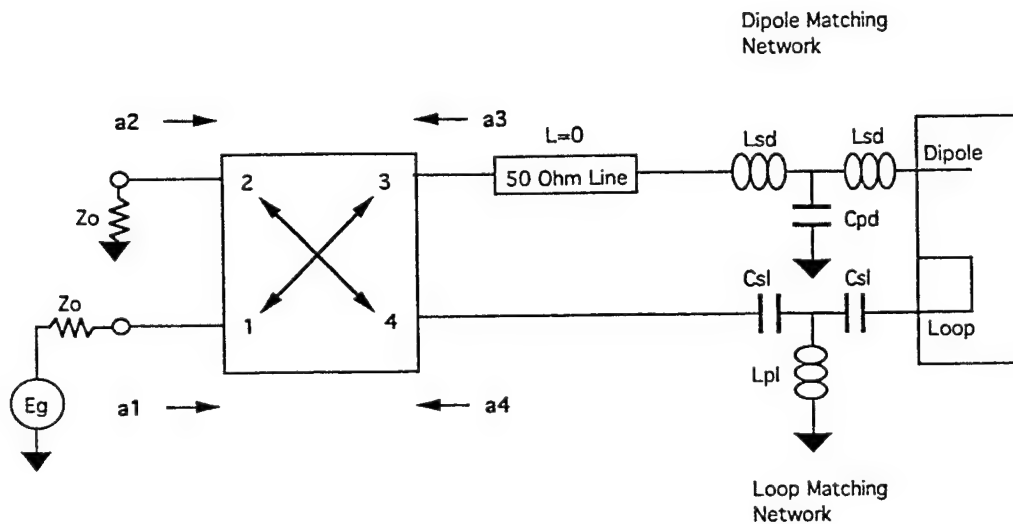 Dipole Matching
Network
a2
a3
L=0
Lsd
Lsd
Dipole
2
3
50 Ohm Line
Zo
Cpd
Csl
Csl
Zo
1
4
Loop
Lpl
Eg
a1
a4
Loop Matching
Network